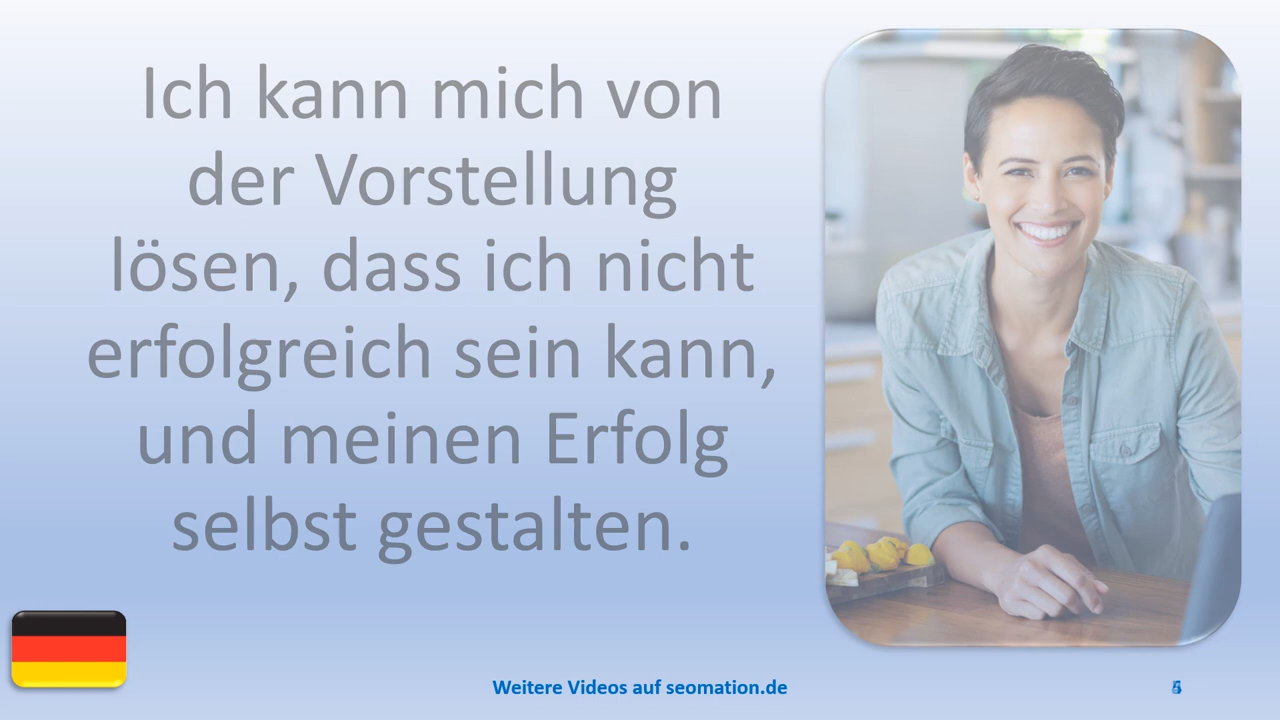 Ich kann mich von
der Vorstellung
lösen, dass ich nicht
erfolgreich sein kann,
und meinen Erfolg
selbst gestalten.
Weitere Videos auf seomation.de